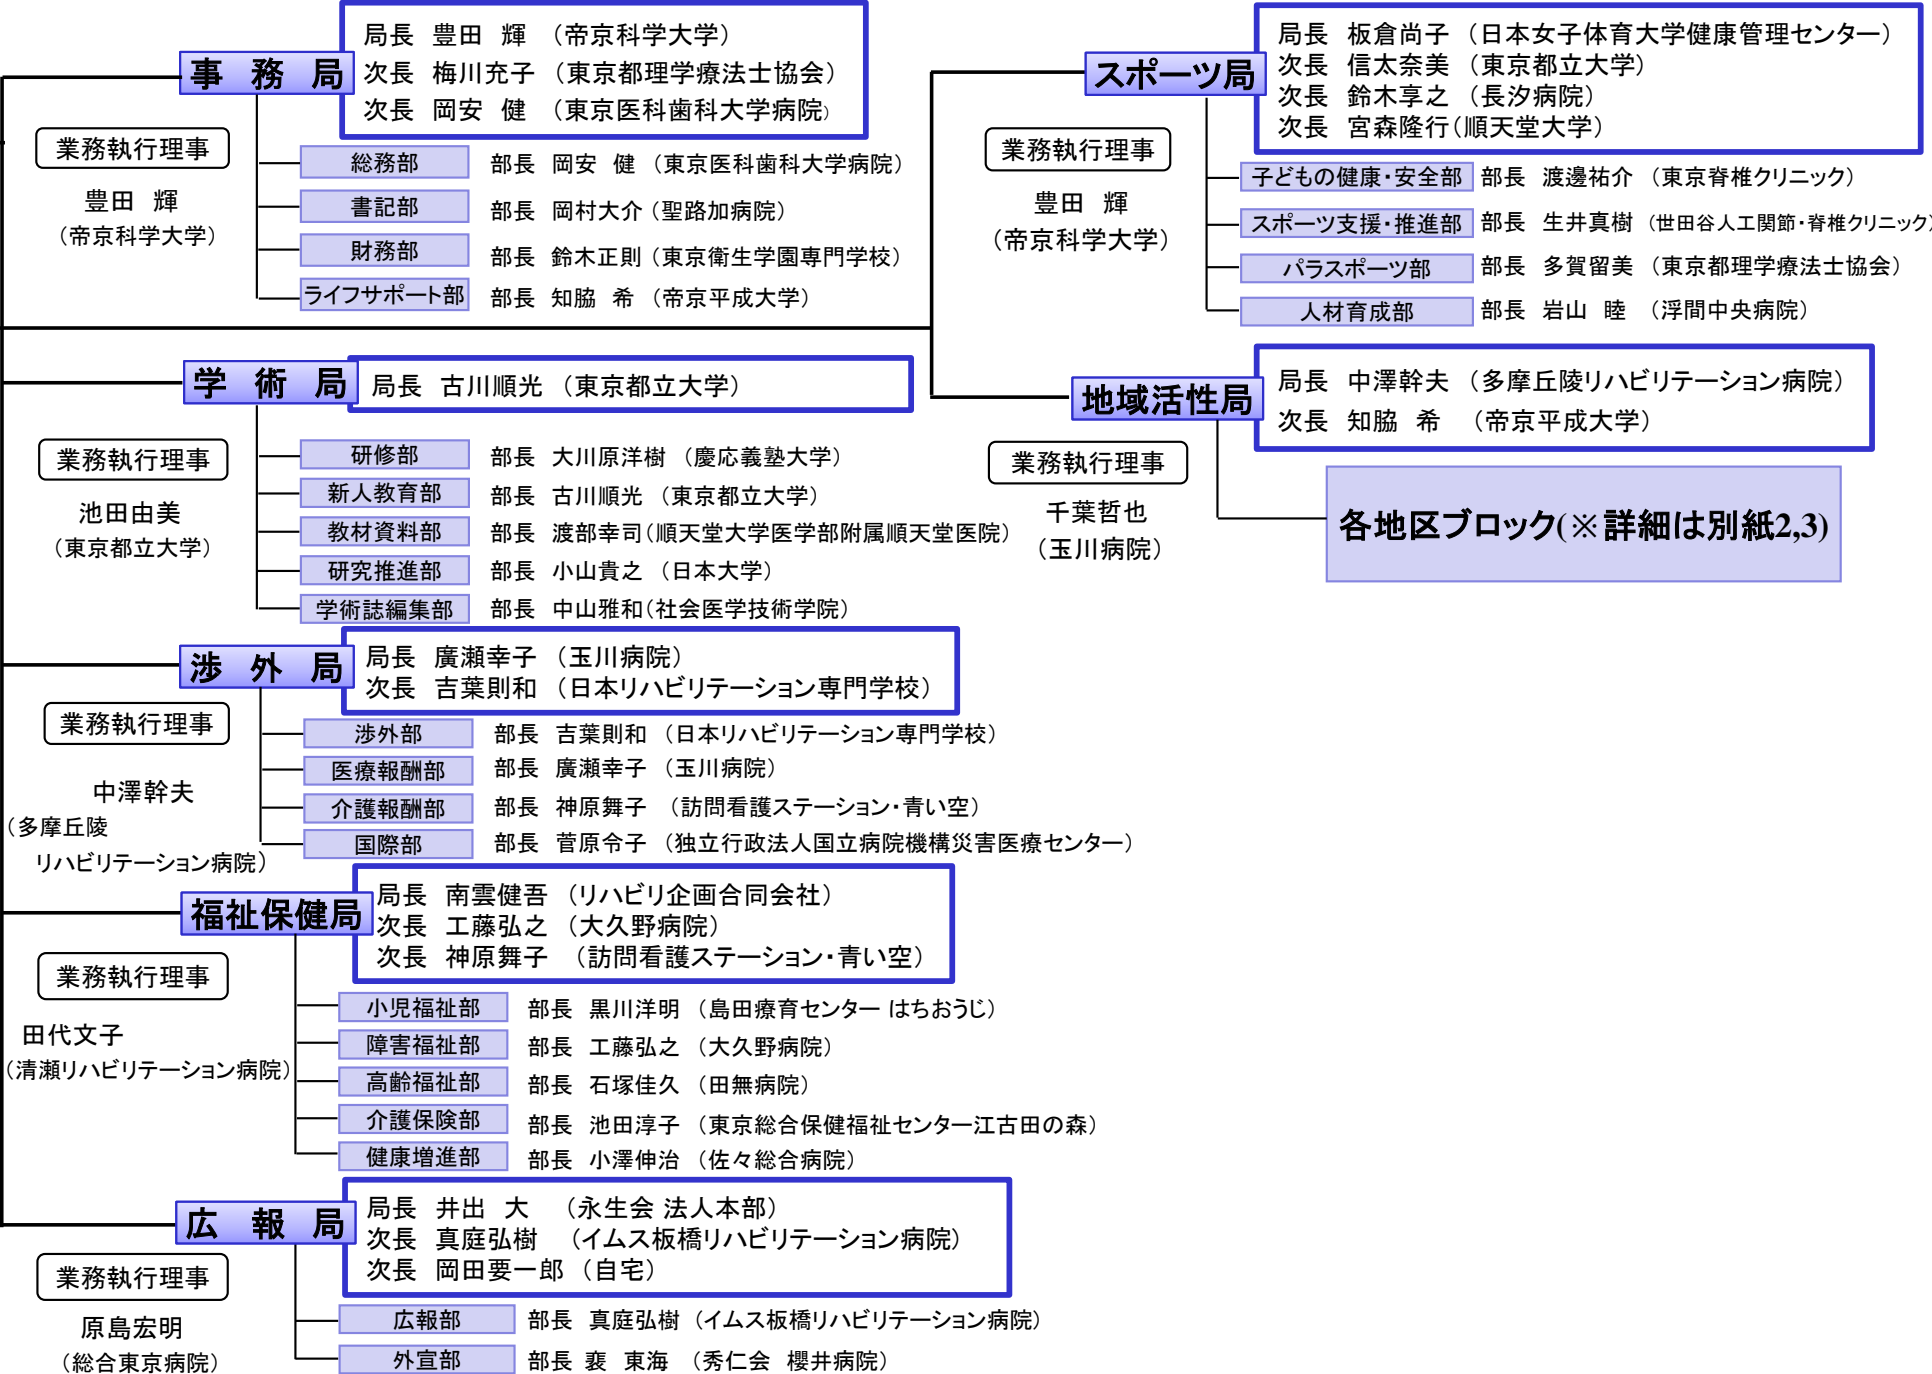 事　務　局
局長　豊田　輝　（帝京科学大学）
次長　梅川充子　（東京都理学療法士協会）
次長　岡安　健　（東京医科歯科大学病院）
業務執行理事
豊田　輝
（帝京科学大学）
総務部　部長　岡安　健　（東京医科歯科大学病院）
書記部　部長　岡村大介（聖路加病院）
財務部　部長　鈴木正則（東京衛生学園専門学校）
ライフサポート部　部長　知脇　希　（帝京平成大学）
学　術　局
局長　古川順光　（東京都立大学）
業務執行理事
池田由美
（東京都立大学）
研修部　部長　大川原洋樹　（慶応義塾大学）
新人教育部　部長　古川順光　（東京都立大学）
教材資料部　部長　渡部幸司（順天堂大学医学部附属順天堂医院）
研究推進部　部長　小山貴之　（日本大学）
学術誌編集部　部長　中山雅和（社会医学技術学院）
渉　外　局
局長　廣瀬幸子　（玉川病院）
次長　吉葉則和　（日本リハビリテーション専門学校）
業務執行理事
中澤幹夫
（多摩丘陵
リハビリテーション病院）
渉外部　部長　吉葉則和　（日本リハビリテーション専門学校）
医療報酬部　部長　廣瀬幸子　（玉川病院）
介護報酬部　部長　神原舞子　（訪問看護ステーション・青い空）
国際部　部長　菅原令子　（独立行政法人国立病院機構災害医療センター）
福祉保健局
局長　南雲健吾　（リハビリ企画合同会社）
次長　工藤弘之　（大久野病院）
次長　神原舞子　（訪問看護ステーション・青い空）
業務執行理事
田代文子
（清瀬リハビリテーション病院）
小児福祉部　部長　黒川洋明　（島田療育センター はちおうじ）
障害福祉部　部長　工藤弘之　（大久野病院）
高齢福祉部　部長　石塚佳久　（田無病院）
介護保険部　部長　池田淳子　（東京総合保健福祉センター江古田の森）
健康増進部　部長　小澤伸治　（佐々総合病院）
広　報　局
局長　井出　大　（永生会 法人本部）
次長　真庭弘樹　（イムス板橋リハビリテーション病院）
次長　岡田要一郎　（自宅）
業務執行理事
原島宏明
（総合東京病院）
広報部　部長　真庭弘樹　（イムス板橋リハビリテーション病院）
外宣部　部長　裵　東海　（秀仁会　櫻井病院）
スポーツ局
局長　板倉尚子　（日本女子体育大学健康管理センター）
次長　信太奈美　（東京都立大学）
次長　鈴木享之　（長汐病院）
次長　宮森隆行（順天堂大学）
業務執行理事
豊田　輝
（帝京科学大学）
子どもの健康・安全部　部長　渡邊祐介　（東京脊椎クリニック）
スポーツ支援・推進部　部長　生井真樹　（世田谷人工関節・脊椎クリニック）
パラスポーツ部　部長　多賀留美　（東京都理学療法士協会）
人材育成部　部長　岩山　睦　（浮間中央病院）
地域活性局
局長　中澤幹夫　（多摩丘陵リハビリテーション病院）
次長　知脇　希　（帝京平成大学）
業務執行理事
千葉哲也
（玉川病院）
各地区ブロック(※詳細は別紙2,3)